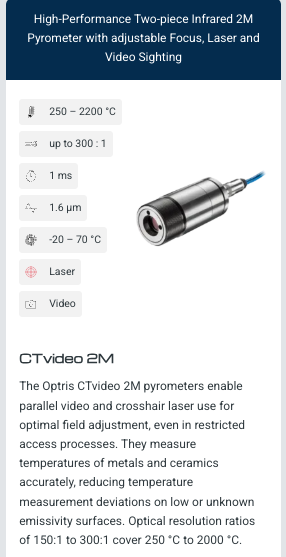 High-Performance Two-piece Infrared 2M
Pyrometer with adjustable Focus, Laser and
Video Sighting
250 – 2200 °C
up to 300 : 1
1 ms
1.6 µm
-20 – 70 °C
Laser
Video
CTvideo 2M
The Optris CTvideo 2M pyrometers enable
parallel video and crosshair laser use for
optimal field adjustment, even in restricted
access processes. They measure
temperatures of metals and ceramics
accurately, reducing temperature
measurement deviations on low or unknown
emissivity surfaces. Optical resolution ratios
of 150:1 to 300:1 cover 250 °C to 2000 °C.